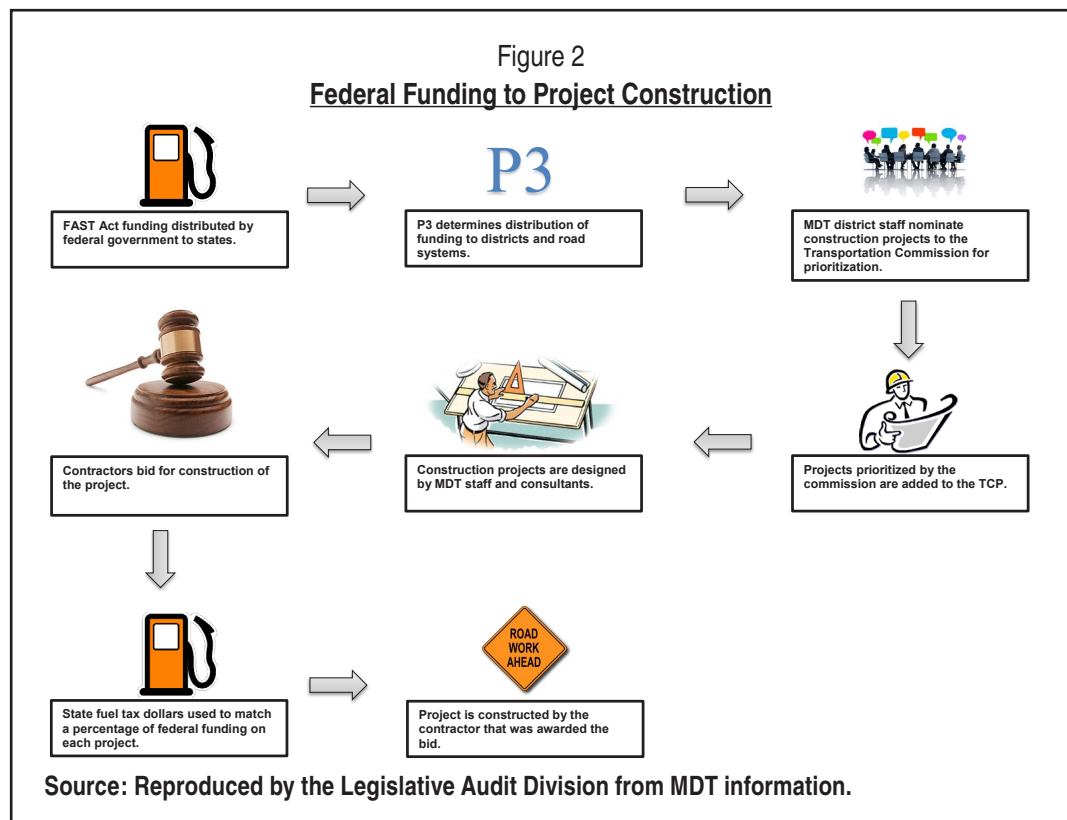 Figure 2
Federal Funding to Project Construction
P3
FAST Act funding distributed by
federal government to states.
P3 determines distribution of
funding to districts and road
systems.
MDT district staff nominate
construction projects to the
Transportation Commission for
prioritization.
Projects prioritized by the
commission are added to the TCP.
Construction projects are designed
by MDT staff and consultants.
Contractors bid for construction of
the project.
State fuel tax dollars used to match
a percentage of federal funding on
each project.
ROAD
WORK
AHEAD
Project is constructed by the
contractor that was awarded the
bid.
Source: Reproduced by the Legislative Audit Division from MDT information.